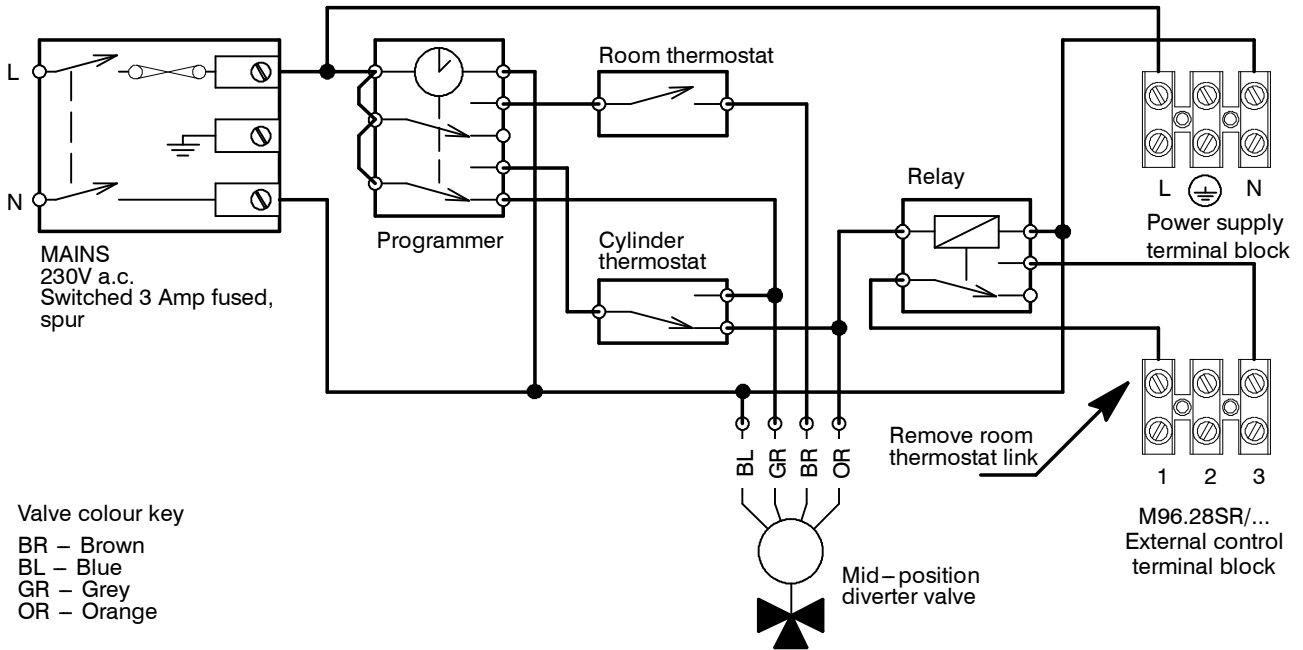 L
N
MAINS
230V a.c.
Switched 3 Amp fused,
spur
Programmer
Room thermostat
Cylinder
thermostat
Relay
L
N
Power supply
terminal block
Remove room
thermostat link
1 2 3
M96.28SR/...
External control
terminal block
BL GR BR OR
Mid–position
diverter valve
Valve colour key
BR – Brown
BL – Blue
GR – Grey
OR – Orange